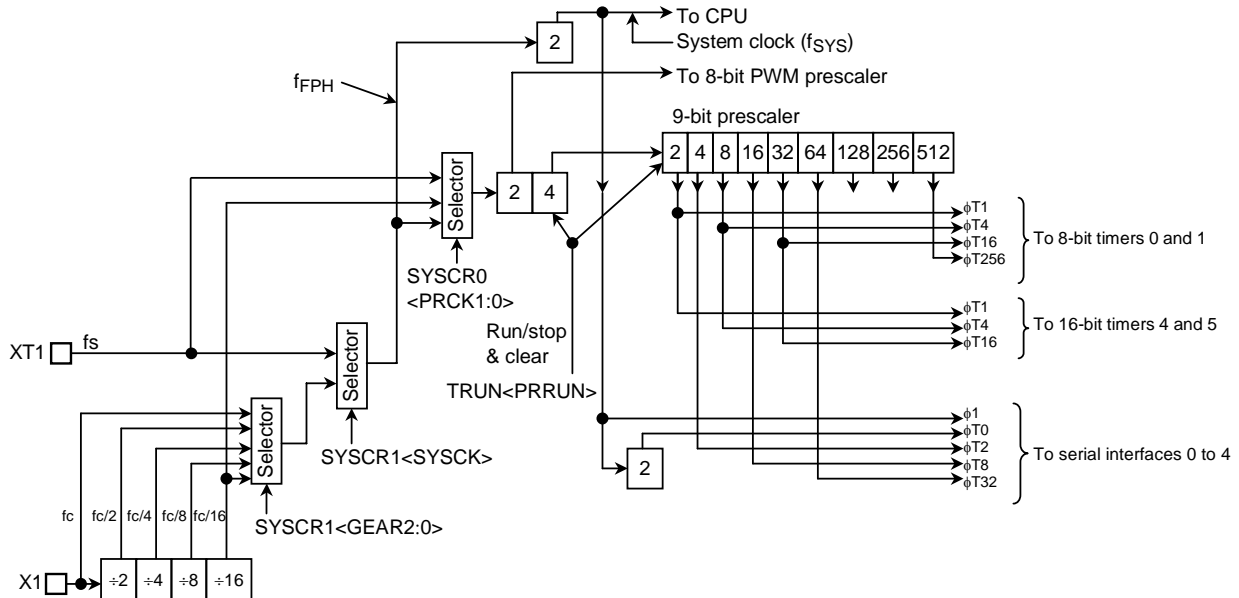 2
To CPU
System clock (fSYS)
To 8-bit PWM prescaler
fFPH
9-bit prescaler
2 4 8 16 32 64 128 256 512
Selector
2 4
φT1
φT4
φT16
φT256
To 8-bit timers 0 and 1
SYSCR0
<PRCK1:0>
φT1
φT4
φT16
To 16-bit timers 4 and 5
Run/stop
& clear
TRUN<PRRUN>
XT1
fs
Selector
SYSCR1<SYSCK>
Selector
SYSCR1<GEAR2:0>
φ1
φT0
φT2
φT8
φT32
To serial interfaces 0 to 4
2
fc fc/2 fc/4 fc/8 fc/16
X1
÷2 ÷4 ÷8 ÷16